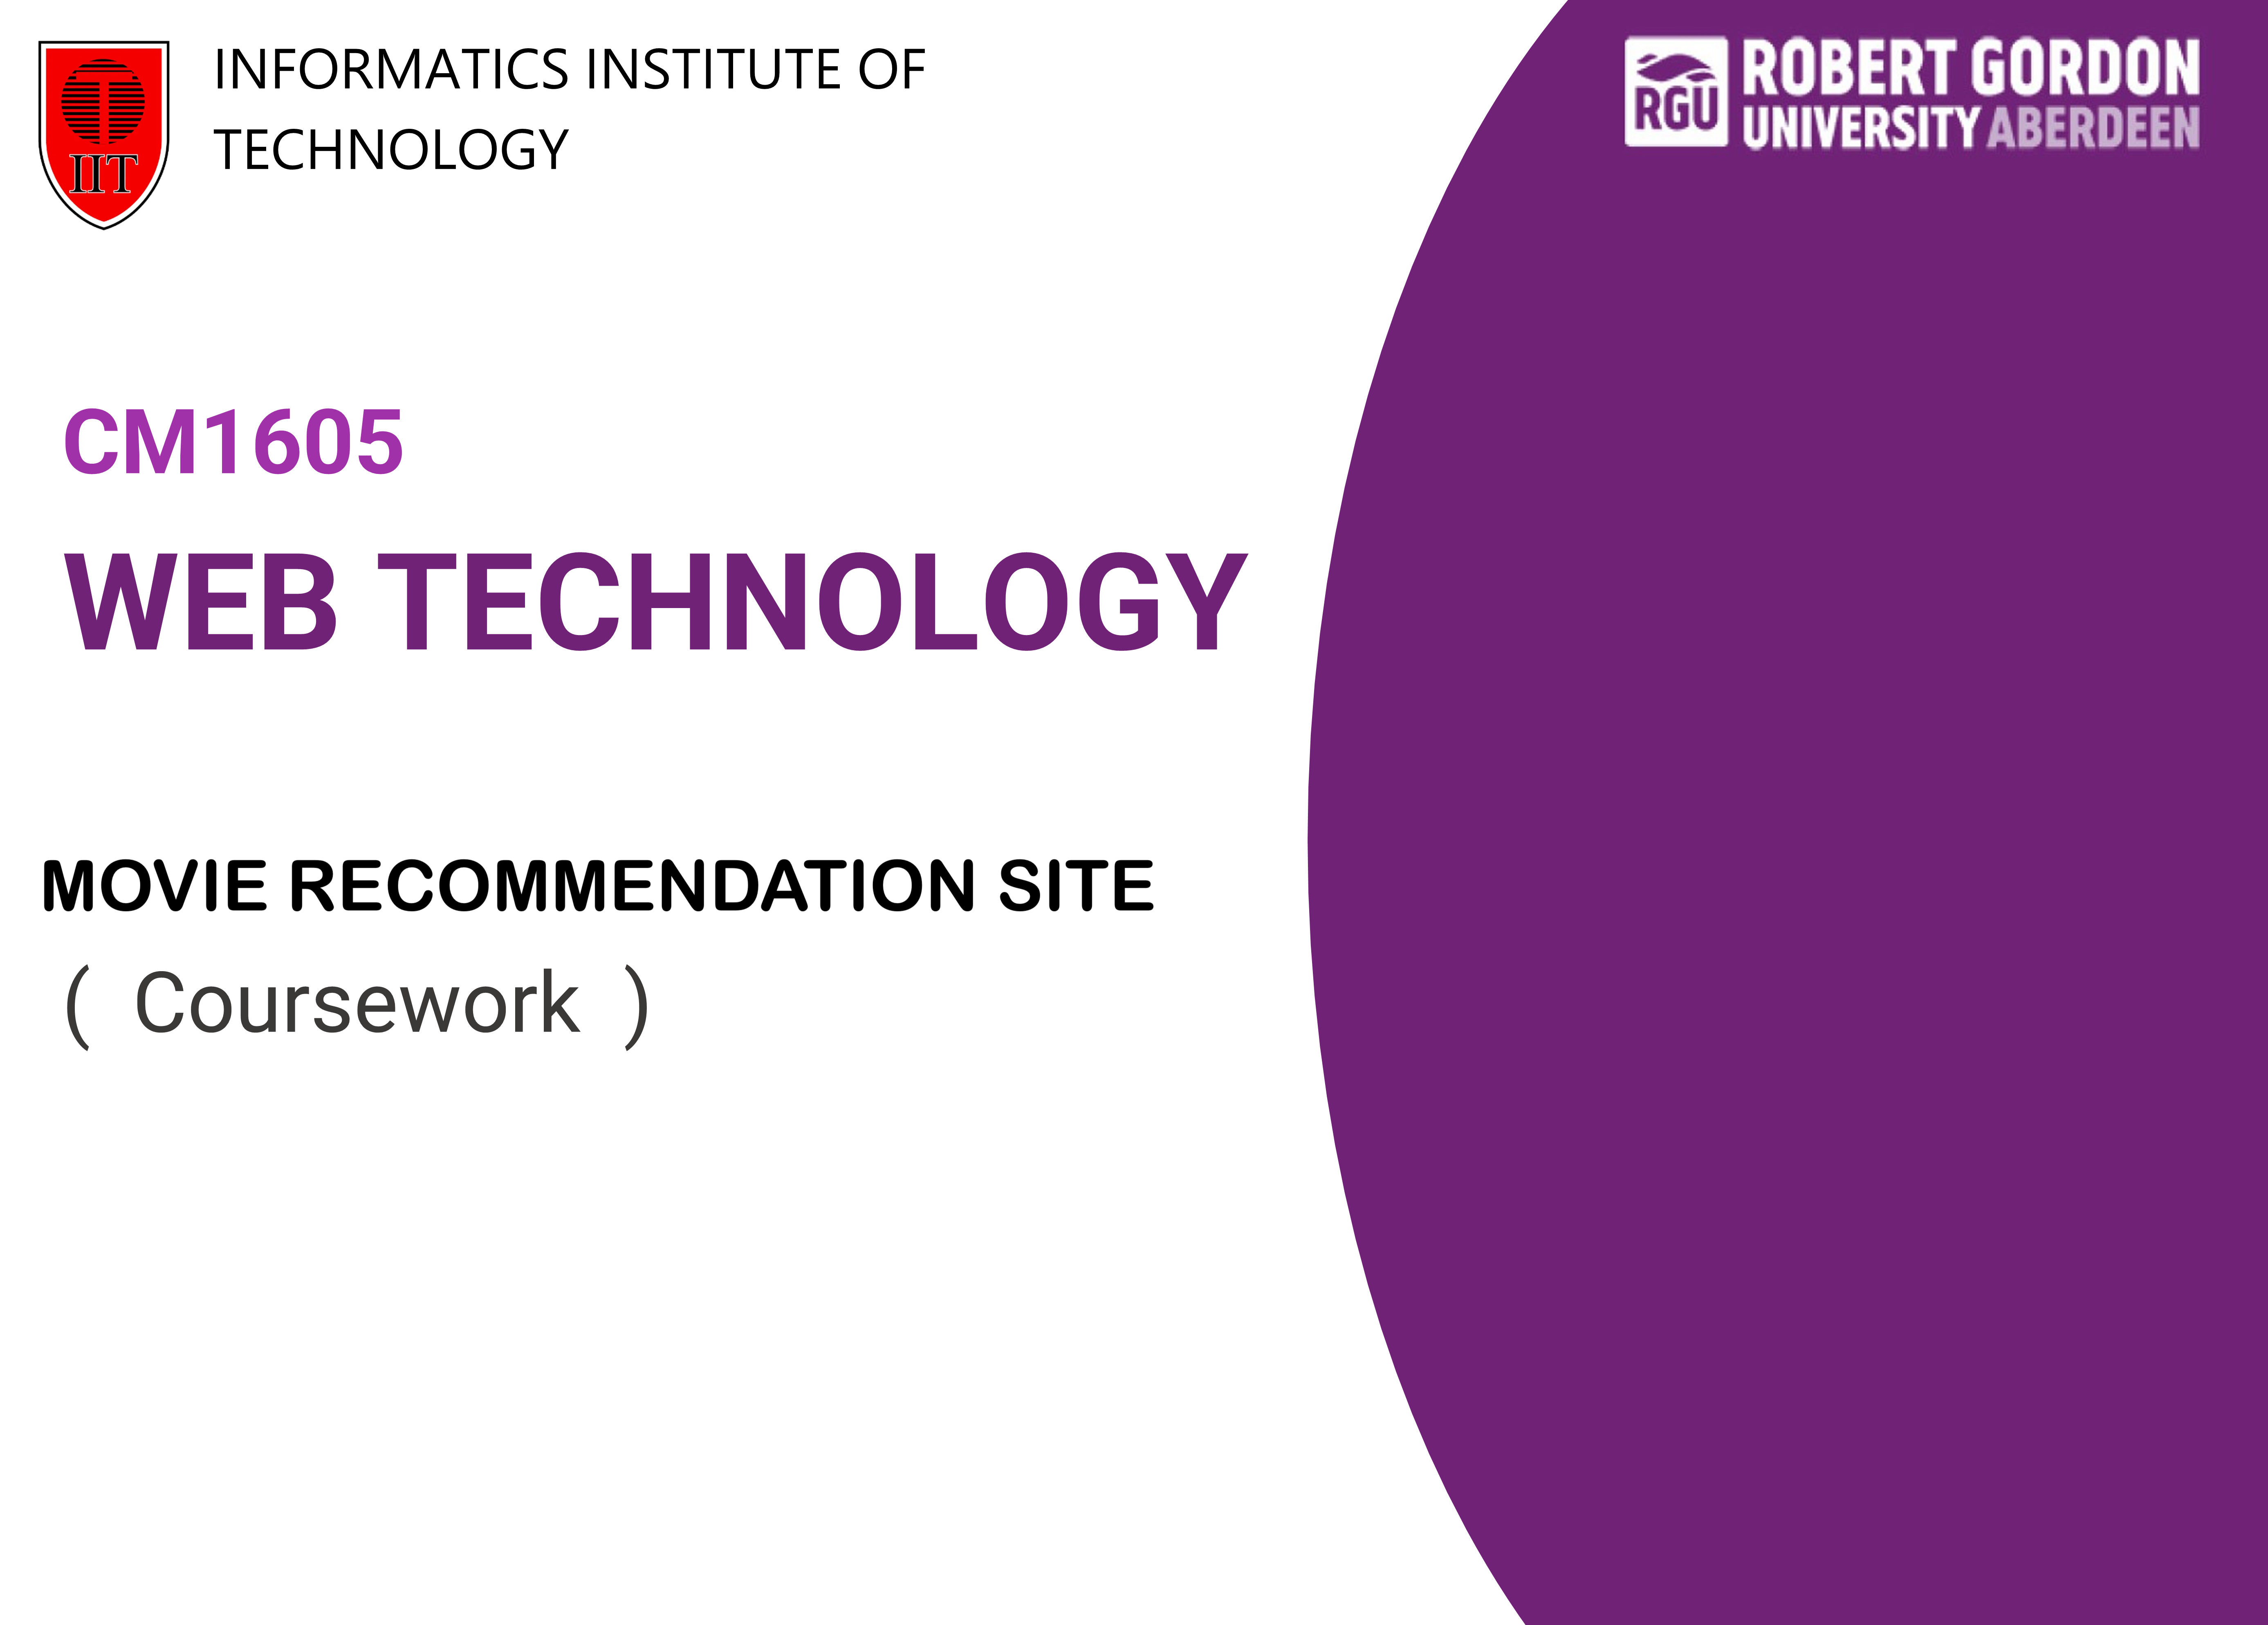 INFORMATICS INSTITUTE OF
TECHNOLOGY
IIT
RGU
ROBERT GORDON
UNIVERSITY ABERDEEN
CM1605
WEB TECHNOLOGY
MOVIE RECOMMENDATION SITE
( Coursework )